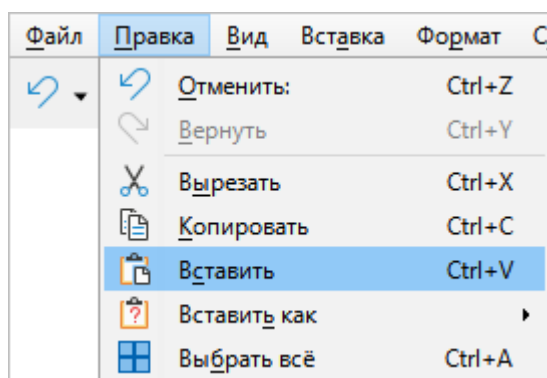 Файл Правка Вид Вставка Формат
Отменить: Ctrl+Z
Вернуть Ctrl+Y
Вырезать Ctrl+X
Копировать Ctrl+C
Вставить Ctrl+V
Вставить как
Выбрать всё Ctrl+A